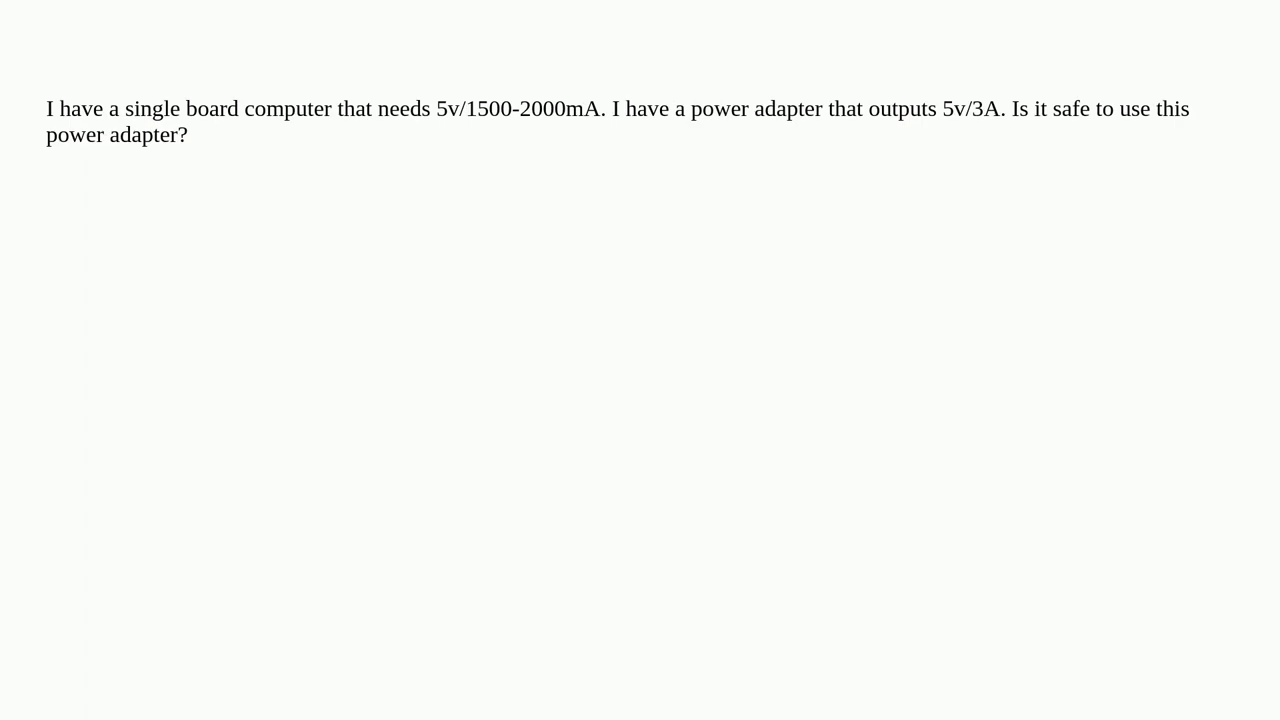 I have a single board computer that needs 5v/1500-2000mA. I have a power adapter that outputs 5v/3A. Is it safe to use this
power adapter?